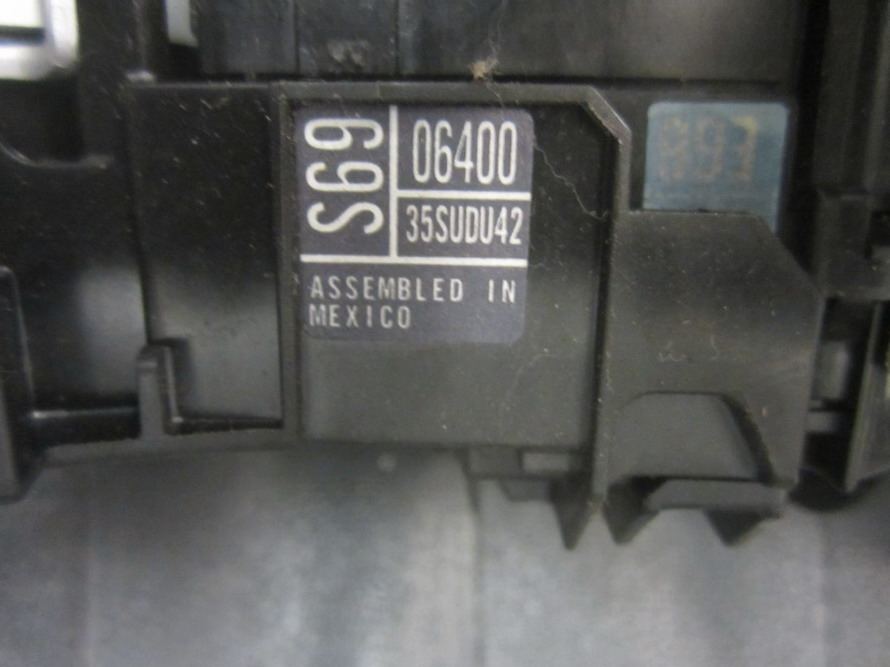 S69
06400
35SUDU42
ASSEMBLED IN
MEXICO